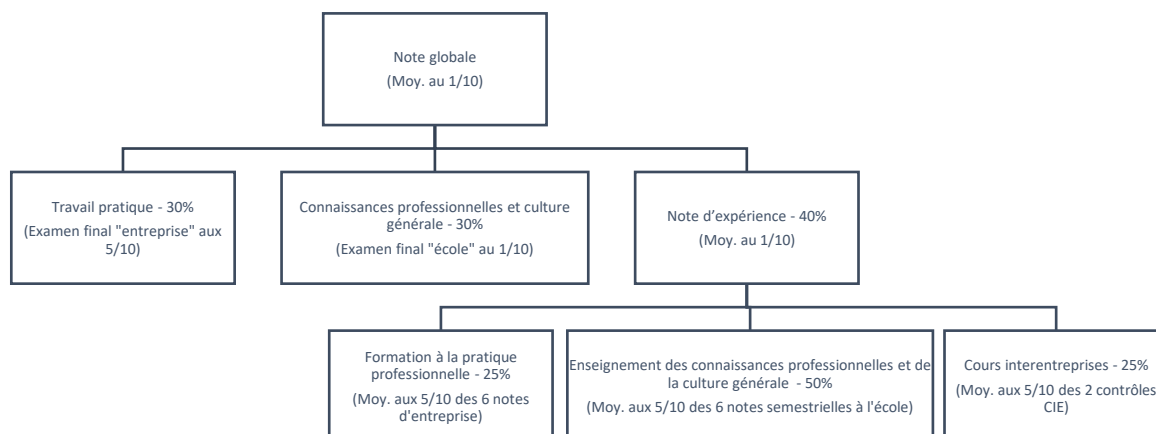 Note globale
(Moy. au 1/10)
Travail pratique - 30%
(Examen final "entreprise" aux
5/10)
Connaissances professionnelles et culture
générale - 30%
(Examen final "école" au 1/10)
Note d’expérience - 40%
(Moy. au 1/10)
Formation à la pratique
professionnelle - 25%
(Moy. aux 5/10 des 6 notes
d'entreprise)
Enseignement des connaissances professionnelles et de
la culture générale - 50%
(Moy. aux 5/10 des 6 notes semestrielles à l'école)
Cours interentreprises - 25%
(Moy. aux 5/10 des 2 contrôles
CIE)